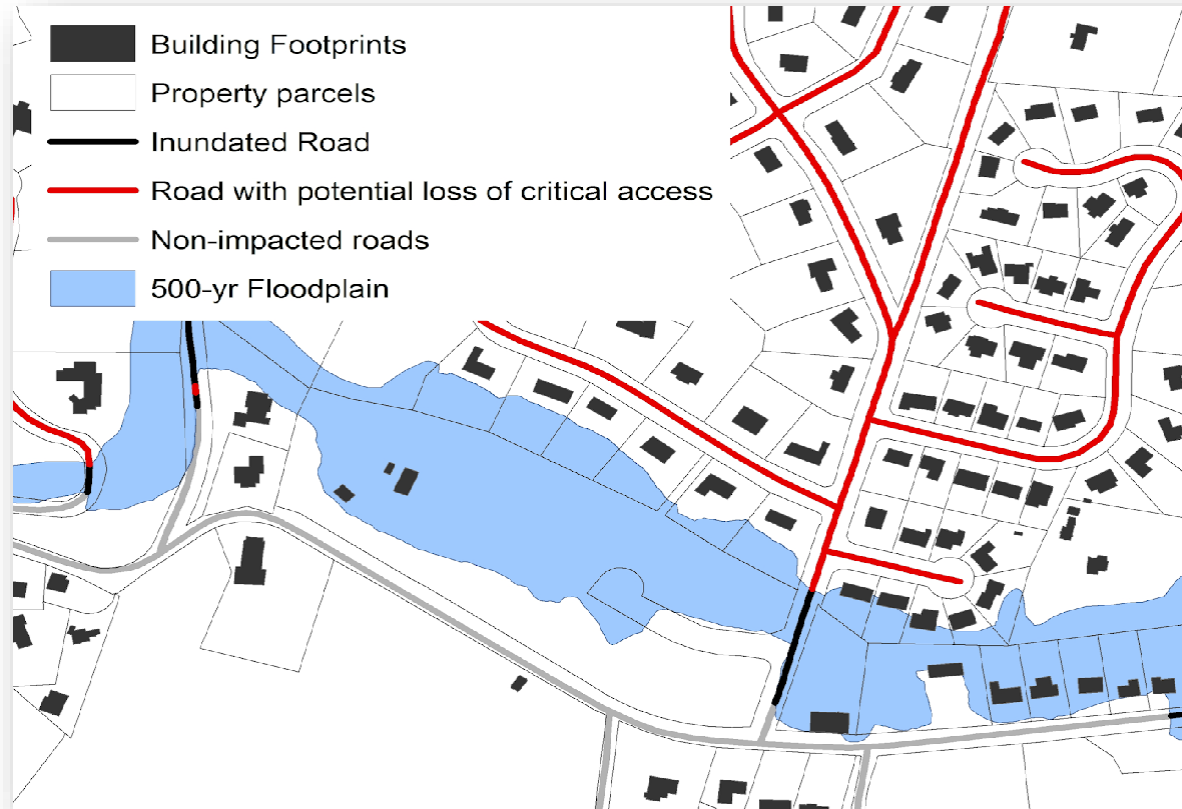 Building Footprints
Property parcels
Inundated Road
Road with potential loss of critical access
Non-impacted roads
500-yr Floodplain